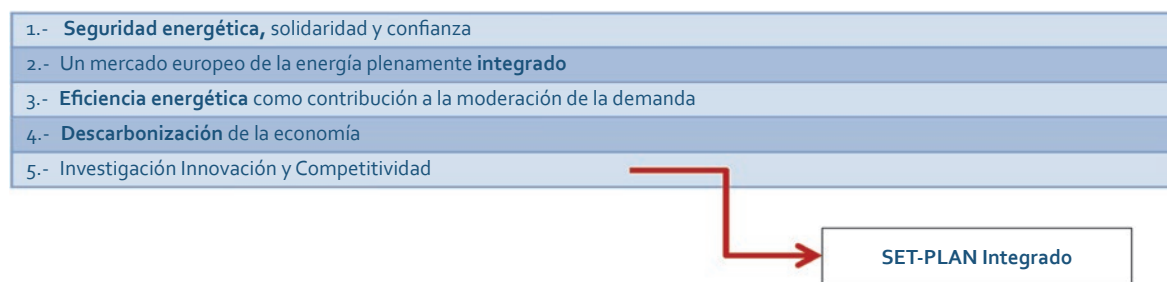 1.- Seguridad energética, solidaridad y confianza
2.- Un mercado europeo de la energía plenamente integrado
3.- Eficiencia energética como contribución a la moderación de la demanda
4.- Descarbonización de la economía
5.- Investigación Innovación y Competitividad
SET-PLAN Integrado